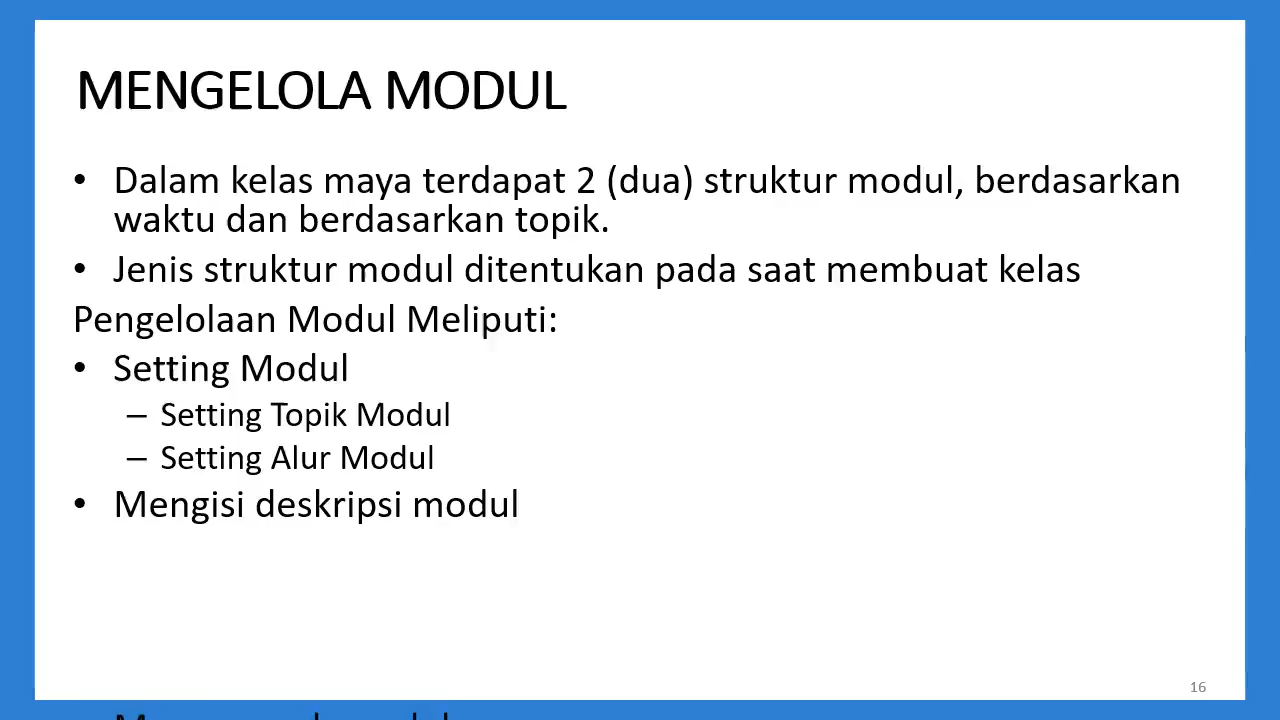 MENGELOLA MODUL
• Dalam kelas maya terdapat 2 (dua) struktur modul, berdasarkan
waktu dan berdasarkan topik.
• Jenis struktur modul ditentukan pada saat membuat kelas
Pengelolaan Modul Meliputi:
• Setting Modul
– Setting Topik Modul
– Setting Alur Modul
• Mengisi deskripsi modul
16